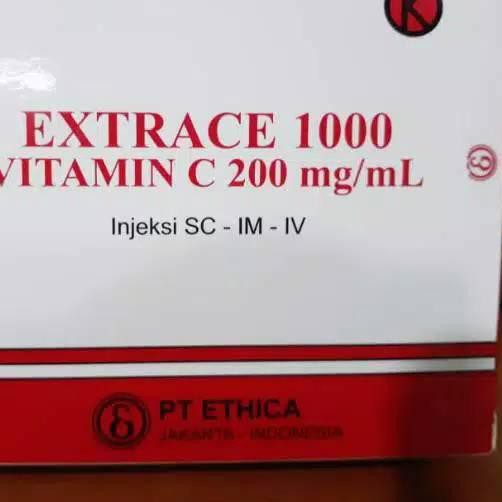 K
EXTRACE 1000
VITAMIN C 200 mg/mL
Injeksi SC - IM - IV
PT ETHICA
JAKARTA - INDONESIA